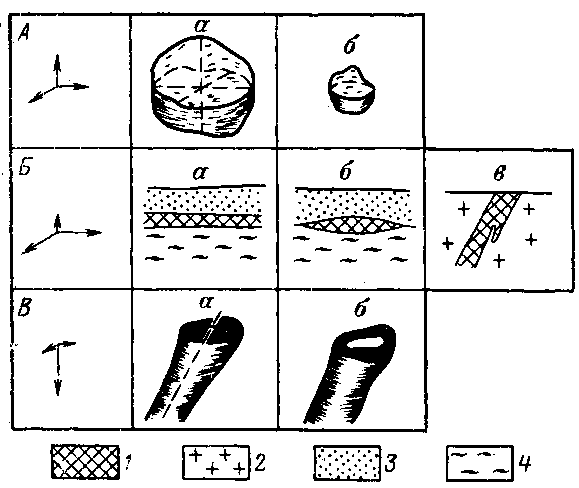 А а б
Б а б в
В а б
1 2 3 4